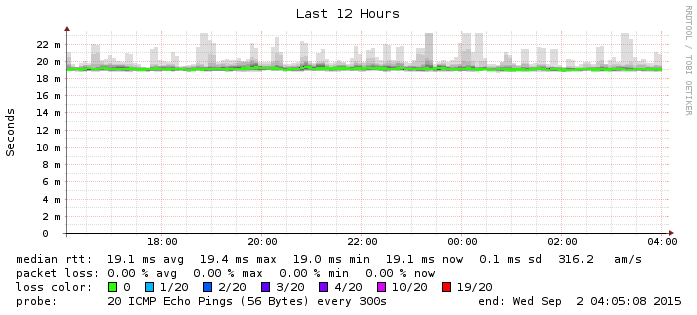 Last 12 Hours
RRDTOOL / TOBI OETIKER
Seconds
22 m
20 m
18 m
16 m
14 m
12 m
10 m
8 m
6 m
4 m
2 m
0
18:00 20:00 22:00 00:00 02:00 04:00
median rtt: 19.1 ms avg 19.4 ms max 19.0 ms min 19.1 ms now 0.1 ms sd 316.2 am/s
packet loss: 0.00 % avg 0.00 % max 0.00 % min 0.00 % now
loss color: 0 1/20 2/20 3/20 4/20 10/20 19/20
probe: 20 ICMP Echo Pings (56 Bytes) every 300s end: Wed Sep 2 04:05:08 2015